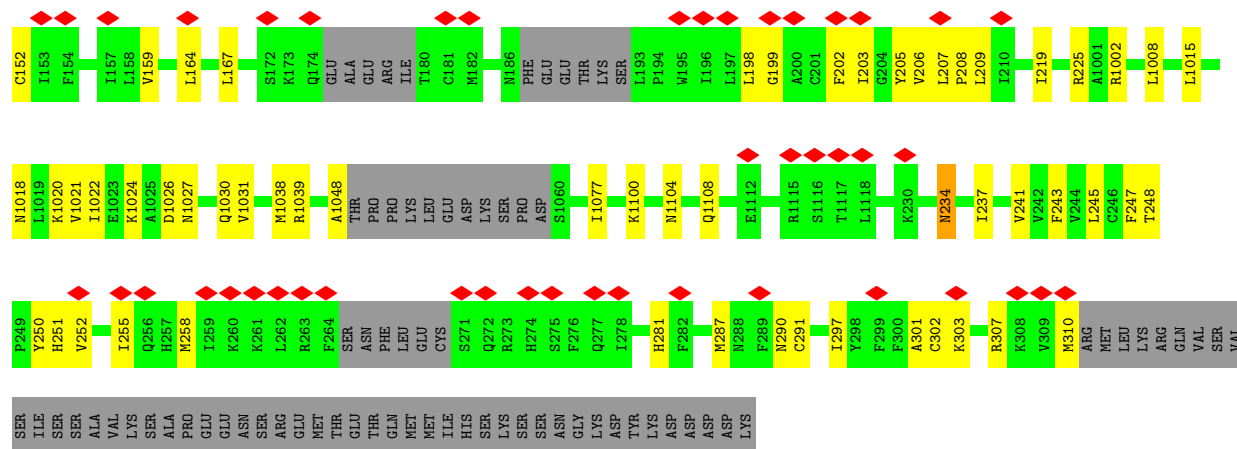 C152 I153 F154 I157 L158 V159 L164 L167 S172 K173 Q174 GLU ALA GLU ARG ILE T180 C181 M182 N186 PHE GLU GLU THR LYS SER L193 P194 W195 I196 L197 L198 G199 A200 C201 F202 I203 G204 Y205 V206 L207 P208 L209 I210 I219 R225 A1001 R1002 L1008 L1015
N1018 L1019 K1020 V1021 I1022 E1023 K1024 A1025 D1026 N1027 Q1030 V1031 M1038 R1039 A1048 THR PRO PRO LYS LEU GLU ASP LYS SER PRO ASP S1060 I1077 K1100 N1104 Q1108 E1112 R1115 S1116 T1117 L1118 K230 N234 I237 V241 V242 F243 V244 L245 C246 F247 T248
P249 Y250 H251 V252 I255 Q256 H257 M258 I259 K260 K261 L262 R263 F264 SER ASN PHE LEU GLU CYS S271 Q272 R273 H274 S275 F276 Q277 I278 H281 F282 M287 N288 F289 N290 C291 I297 Y298 F299 F300 A301 C302 K303 R307 K308 V309 M310 ARG MET LEU LYS ARG GLN VAL SER VAL
SER ILE SER SER ALA VAL LYS SER ALA PRO GLU GLU ASN SER ARG GLU MET THR GLU THR GLN MET MET ILE HIS SER LYS SER SER ASN GLY LYS ASP TYR LYS ASP ASP ASP ASP LYS